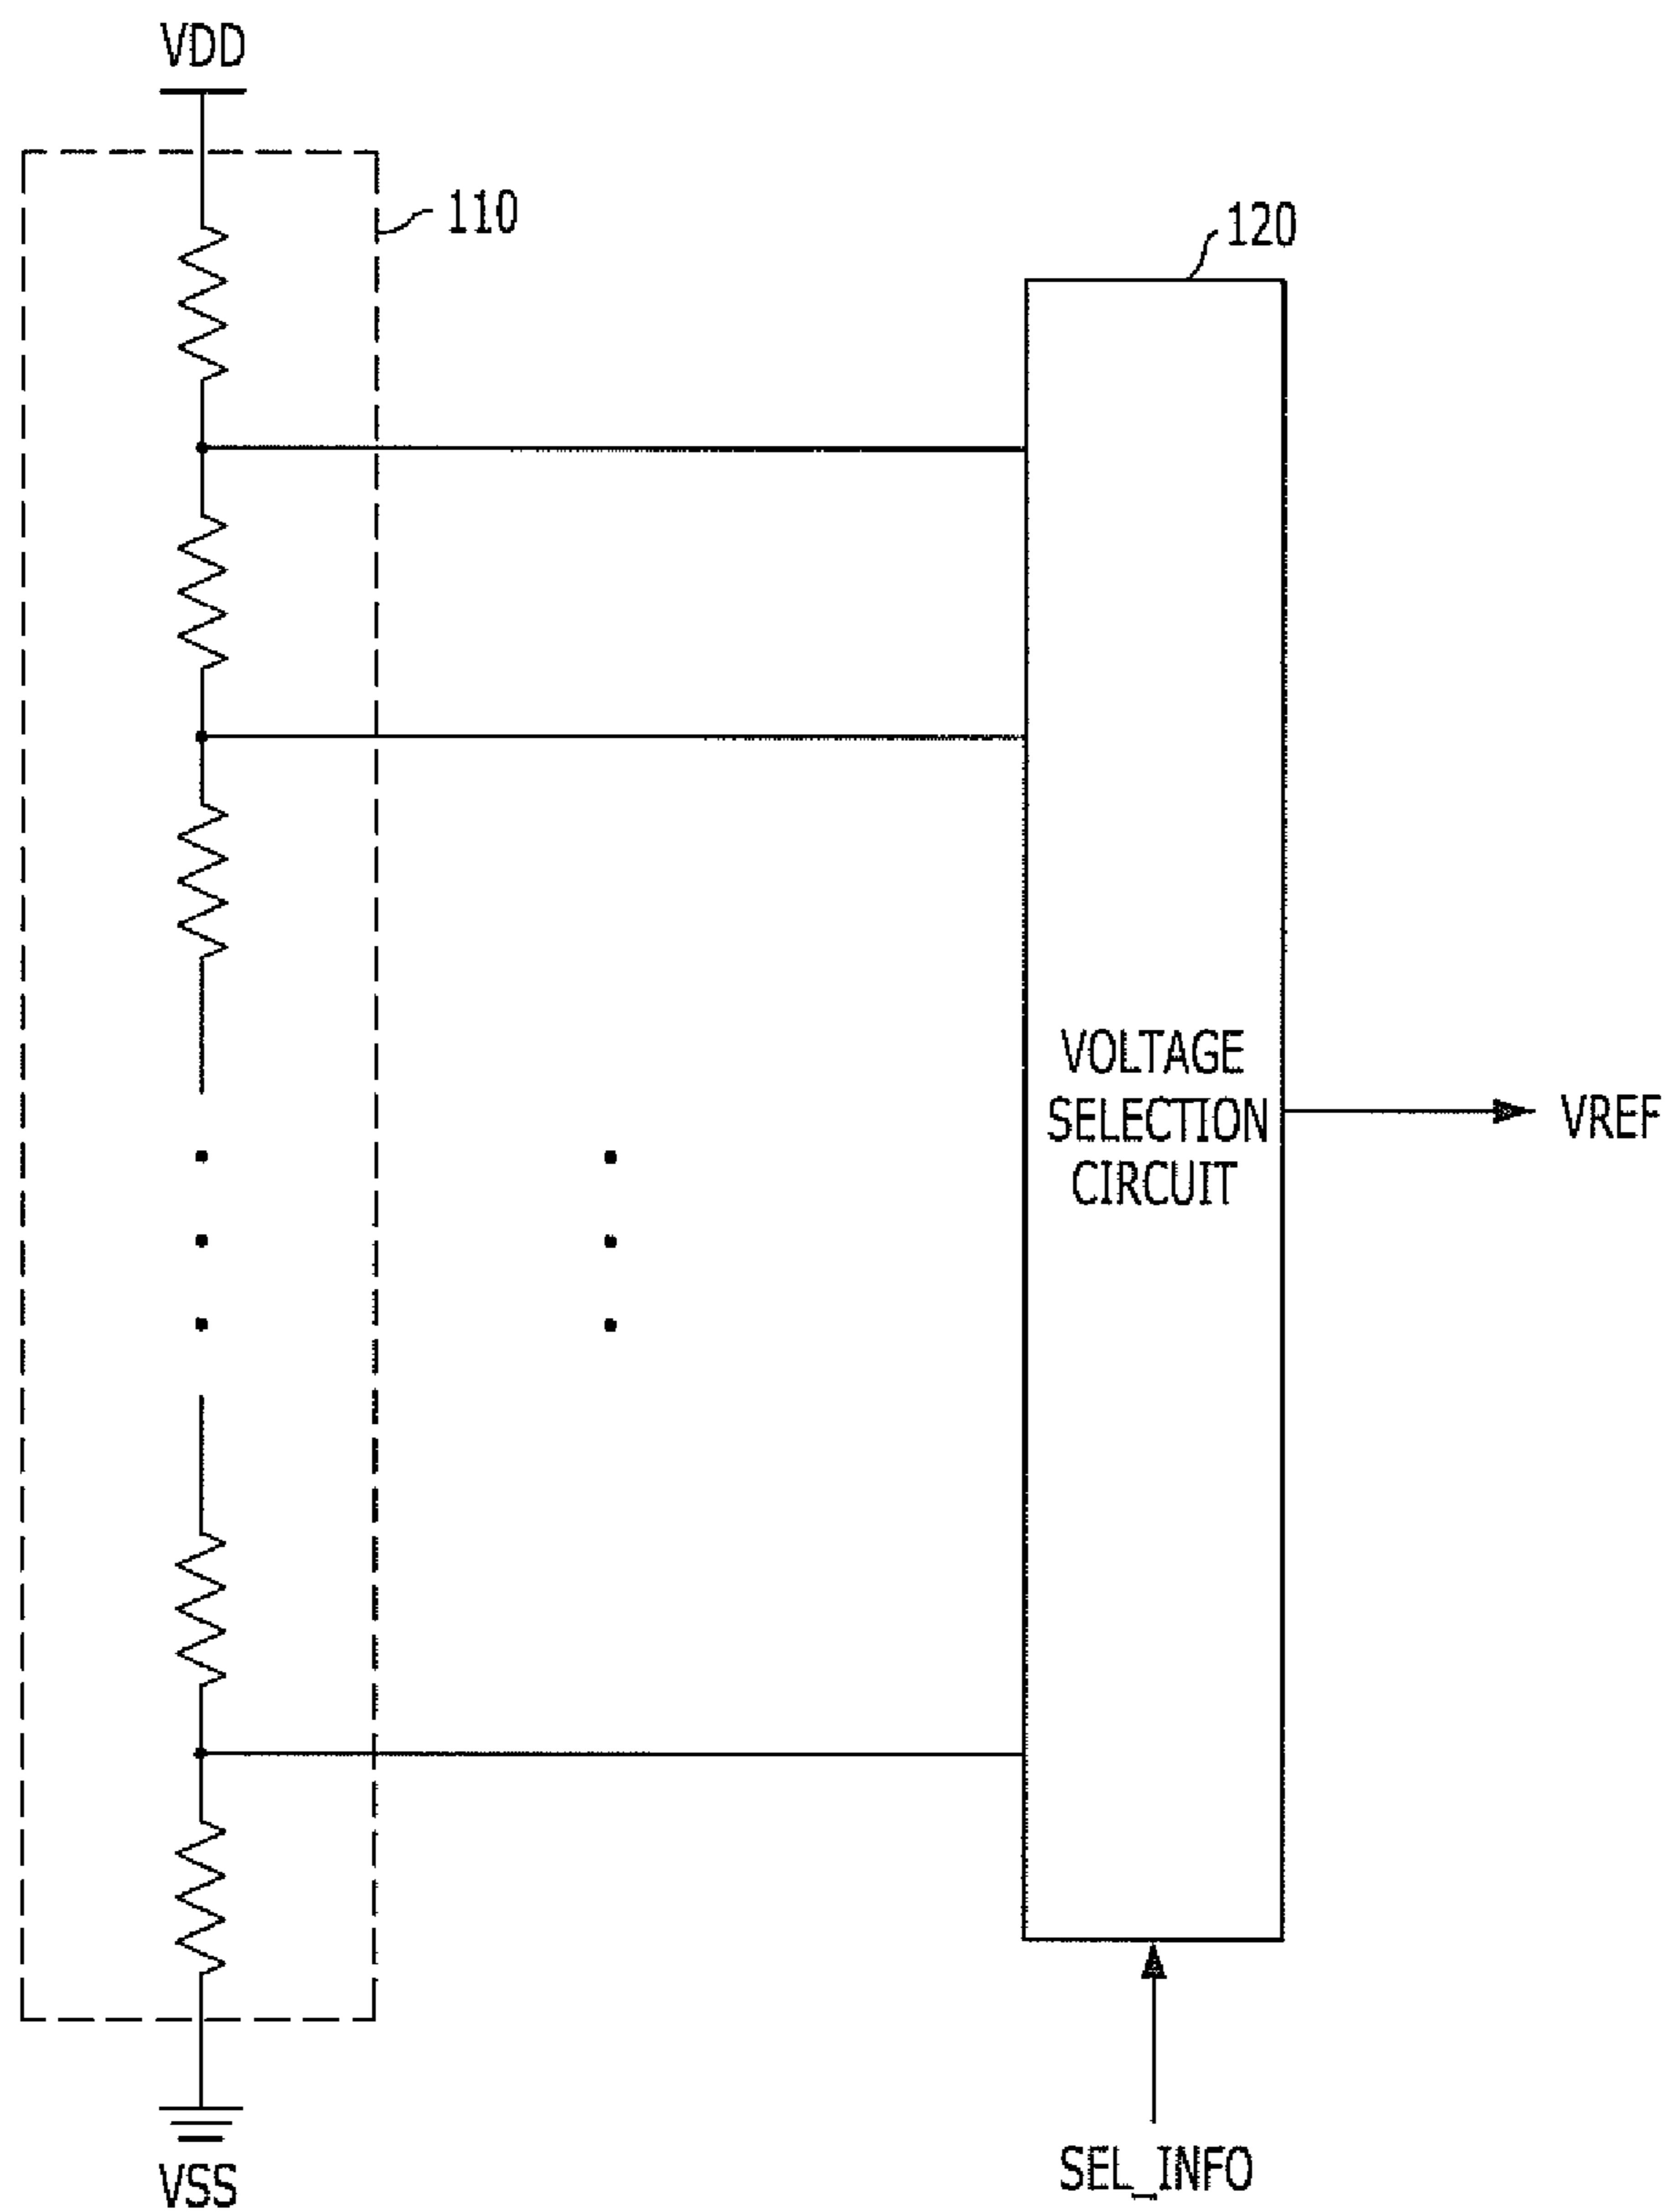 VDD
110
120
VOLTAGE
SELECTION
CIRCUIT
VREF
SEL_INFO
VSS